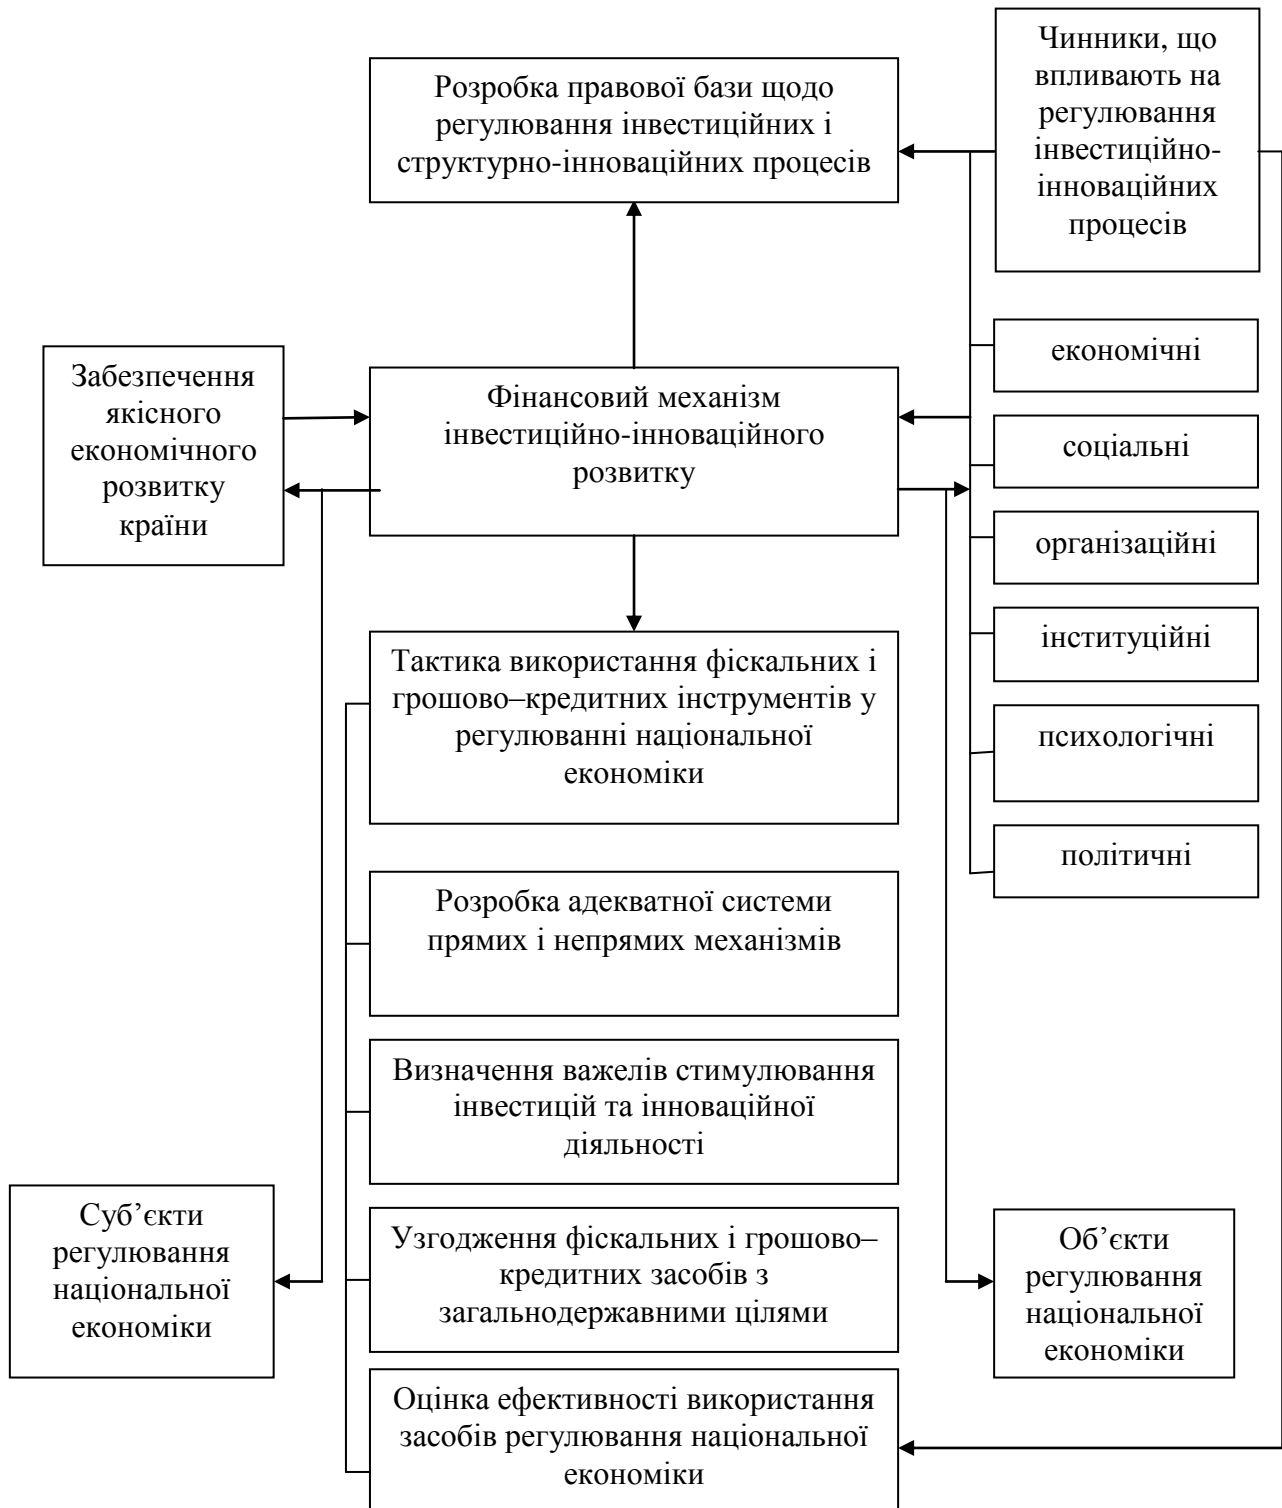 Розробка правової бази щодо
регулювання інвестиційних і
структурно-інноваційних процесів
Чинники, що
впливають на
регулювання
інвестиційно-
інноваційних
процесів
Забезпечення
якісного
економічного
розвитку
країни
Фінансовий механізм
інвестиційно-інноваційного
розвитку
економічні
соціальні
організаційні
інституційні
психологічні
політичні
Тактика використання фіскальних і
грошово–кредитних інструментів у
регулюванні національної
економіки
Розробка адекватної системи
прямих і непрямих механізмів
Визначення важелів стимулювання
інвестицій та інноваційної
діяльності
Суб’єкти
регулювання
національної
економіки
Узгодження фіскальних і грошово–
кредитних засобів з
загальнодержавними цілями
Об’єкти
регулювання
національної
економіки
Оцінка ефективності використання
засобів регулювання національної
економіки